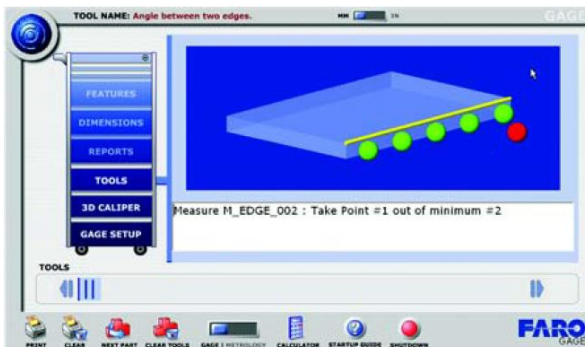 TOOL NAME: Angle between two edges.
MM IN
GAGE
FEATURES
DIMENSIONS
REPORTS
TOOLS
3D CALIPER
GAGE SETUP
Measure M_EDGE_002 : Take Point #1 out of minimum #2
TOOLS
PRINT CLEAR NEXT PART CLEAR TOOLS GAGE | METROLOGY CALCULATOR STARTUP GUIDE SHUTDOWN
FARO
GAGE